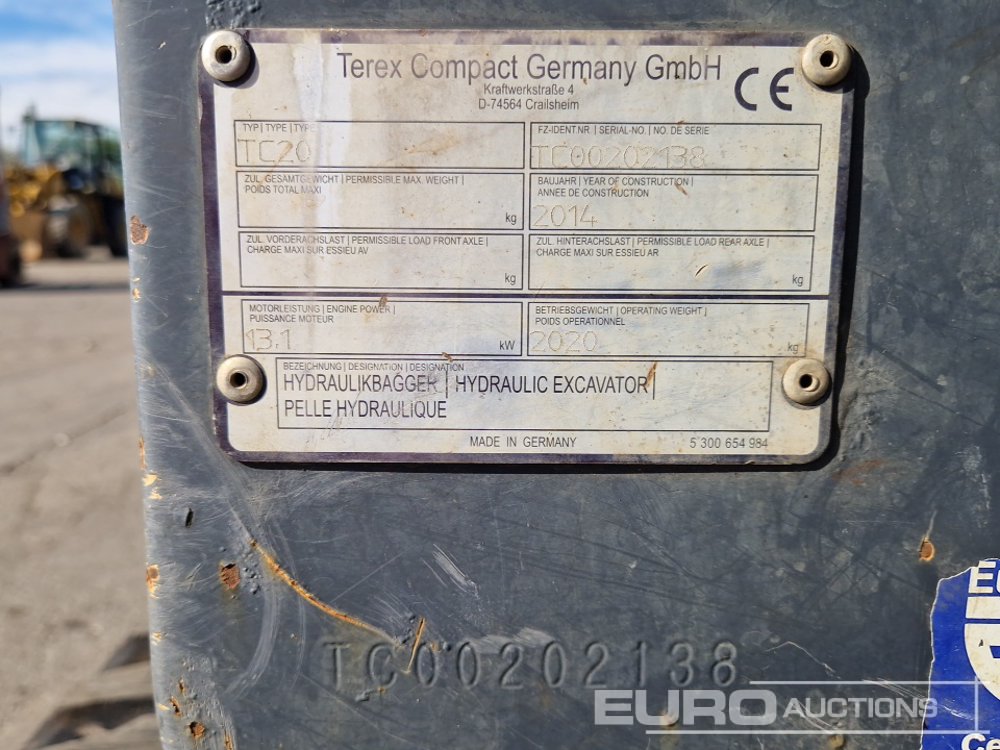 Terex Compact Germany GmbH
Kraftwerkstraße 4
D-74564 Crailsheim
CE
TYP | TYPE | TYPE
TC20
FZ-IDENT NR. | SERIAL-NO. | NO. DE SERIE
TC00202138
ZUL. GESAMTGEWICHT | PERMISSIBLE MAX. WEIGHT |
POIDS TOTAL MAXI
kg
BAUJAHR | YEAR OF CONSTRUCTION |
ANNEE DE CONSTRUCTION
2014
ZUL. VORDERACHSLAST | PERMISSIBLE LOAD FRONT AXLE |
CHARGE MAXI SUR ESSIEU AV
kg
ZUL. HINTERACHSLAST | PERMISSIBLE LOAD REAR AXLE |
CHARGE MAXI SUR ESSIEU AR
kg
MOTORLEISTUNG | ENGINE POWER |
PUISSANCE MOTEUR
13.1 kW
BETRIEBSGEWICHT | OPERATING WEIGHT |
POIDS OPERATIONNEL
2020 kg
BEZEICHNUNG | DESIGNATION | DESIGNATION
HYDRAULIKBAGGER | HYDRAULIC EXCAVATOR |
PELLE HYDRAULIQUE
MADE IN GERMANY
5 300 654 984
TC00202138
EURO AUCTIONS